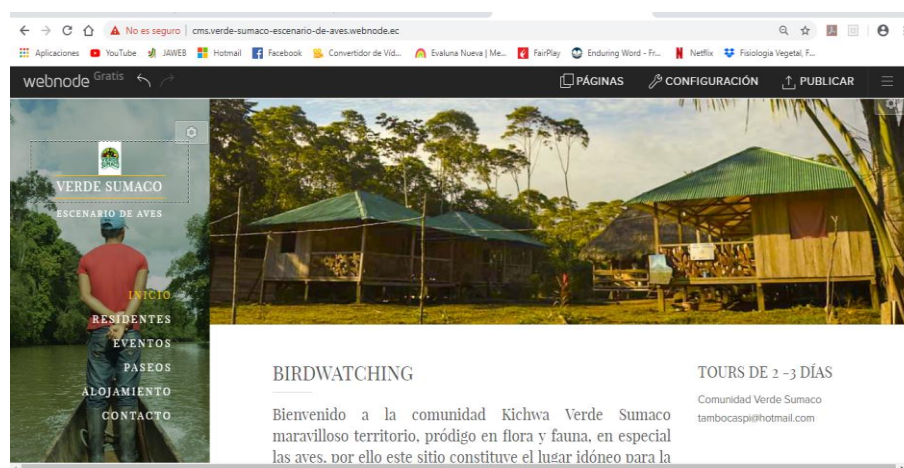 No es seguro | cms.verde-sumaco-escenario-de-aves.webnode.ec
Aplicaciones YouTube JAWEB Hotmail Facebook Convertidor de Víd... Evaluna Nueva | Me... FairPlay Enduring Word - Fr... Netflix Fisiologia Vegetal, F...
webnode Gratis PÁGINAS CONFIGURACIÓN PUBLICAR
VERDE SUMACO
ESCENARIO DE AVES
INICIO
RESIDENTES
EVENTOS
PASEOS
ALOJAMIENTO
CONTACTO
BIRDWATCHING
Bienvenido a la comunidad Kichwa Verde Sumaco
maravilloso territorio, pródigo en flora y fauna, en especial
las aves, por ello este sitio constituye el lugar idóneo para la
TOURS DE 2 -3 DÍAS
Comunidad Verde Sumaco
tambocaspi@hotmail.com